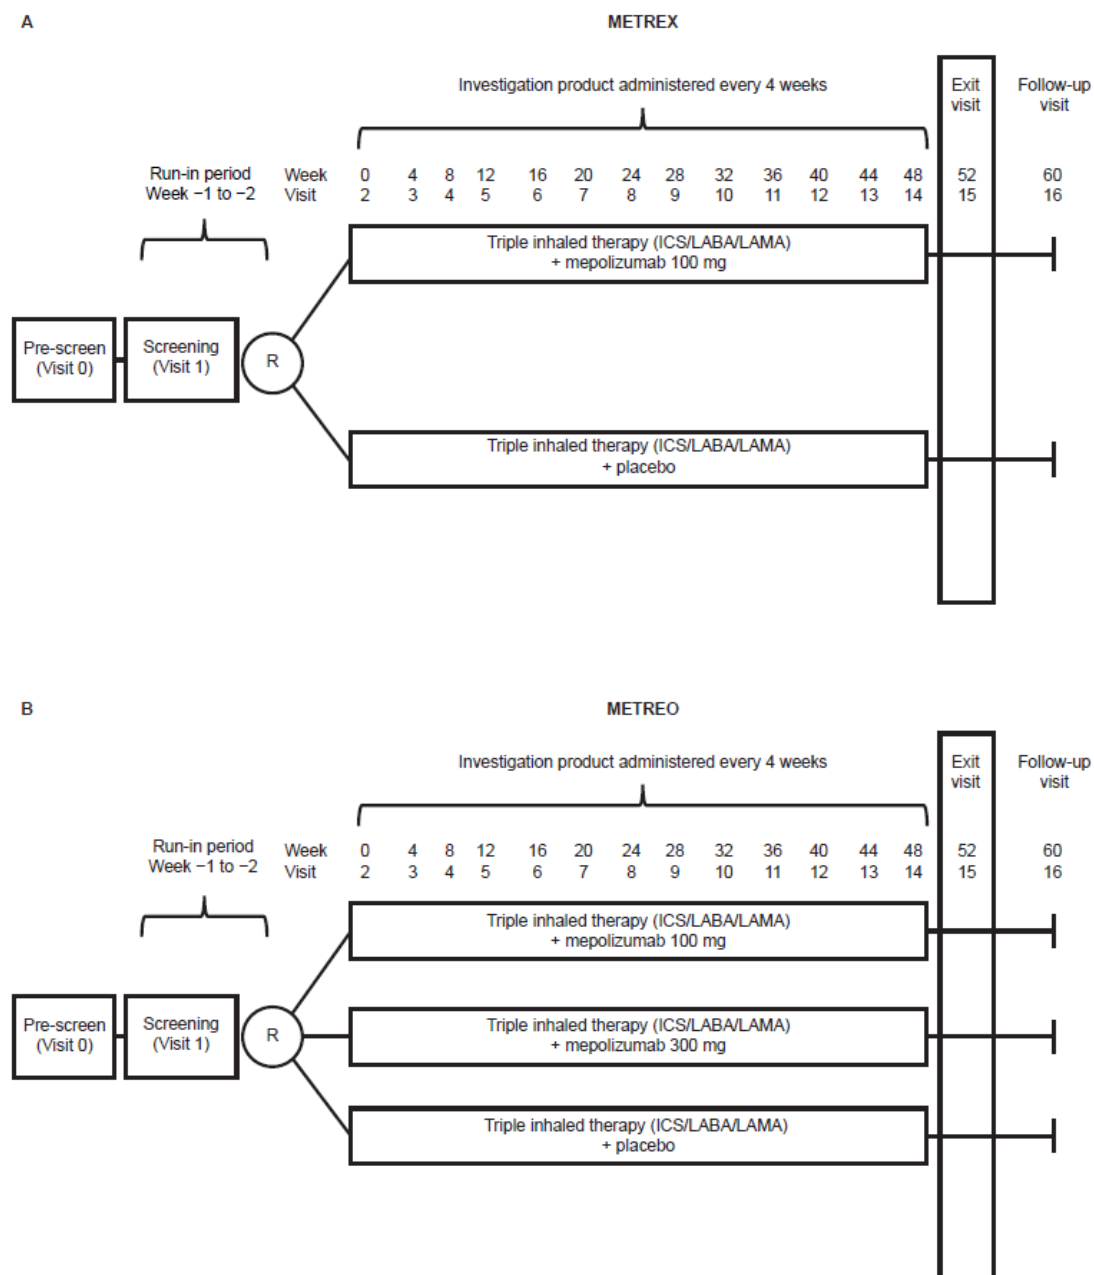 A
METREX
Investigation product administered every 4 weeks
Exit visit
Follow-up visit
Run-in period
Week −1 to −2
Week 0 4 8 12 16 20 24 28 32 36 40 44 48 52 60
Visit 2 3 4 5 6 7 8 9 10 11 12 13 14 15 16
Triple inhaled therapy (ICS/LABA/LAMA)
+ mepolizumab 100 mg
Pre-screen
(Visit 0)
Screening
(Visit 1)
R
Triple inhaled therapy (ICS/LABA/LAMA)
+ placebo
B
METREO
Investigation product administered every 4 weeks
Exit visit
Follow-up visit
Run-in period
Week −1 to −2
Week 0 4 8 12 16 20 24 28 32 36 40 44 48 52 60
Visit 2 3 4 5 6 7 8 9 10 11 12 13 14 15 16
Triple inhaled therapy (ICS/LABA/LAMA)
+ mepolizumab 100 mg
Pre-screen
(Visit 0)
Screening
(Visit 1)
R
Triple inhaled therapy (ICS/LABA/LAMA)
+ mepolizumab 300 mg
Triple inhaled therapy (ICS/LABA/LAMA)
+ placebo